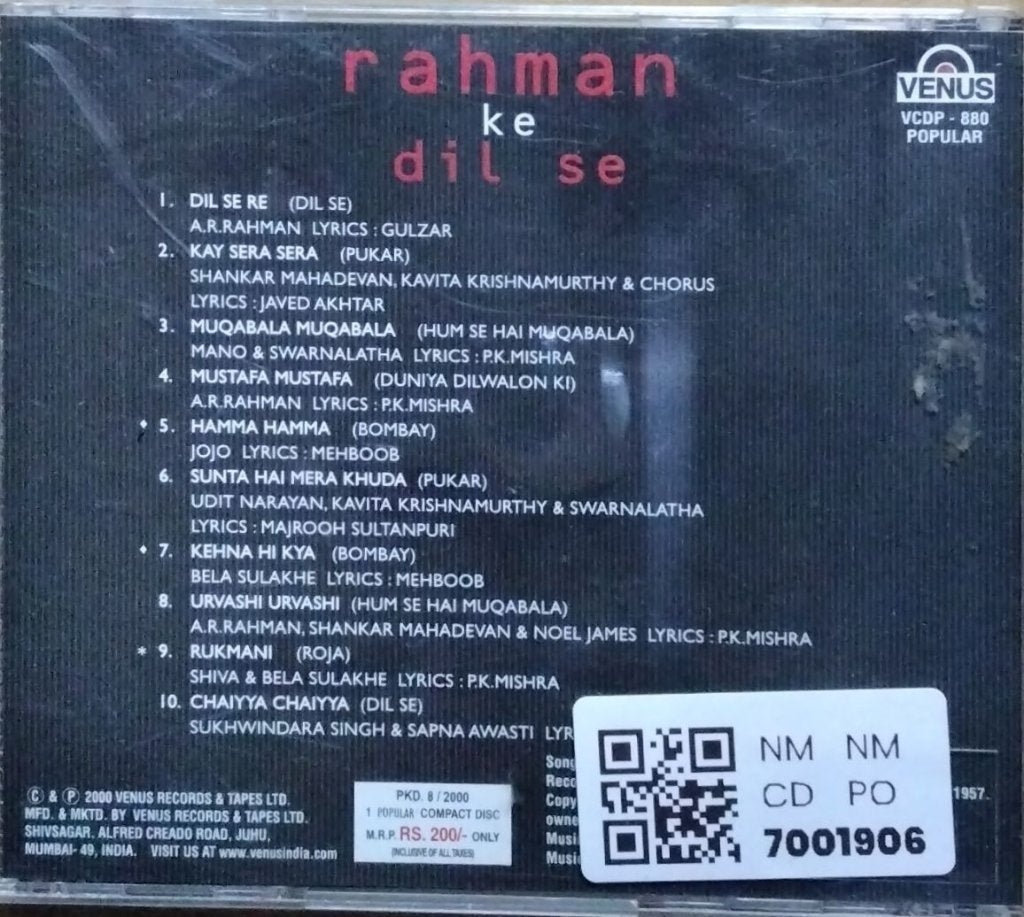 rahman
ke
dil se
VENUS
VCDP - 880
POPULAR
1. DIL SE RE (DIL SE)
A.R.RAHMAN LYRICS : GULZAR
2. KAY SERA SERA (PUKAR)
SHANKAR MAHADEVAN, KAVITA KRISHNAMURTHY & CHORUS
LYRICS : JAVED AKHTAR
3. MUQABALA MUQABALA (HUM SE HAI MUQABALA)
MANO & SWARNALATHA LYRICS : P.K.MISHRA
4. MUSTAFA MUSTAFA (DUNIYA DILWALON KI)
A.R.RAHMAN LYRICS : P.K.MISHRA
♦ 5. HAMMA HAMMA (BOMBAY)
JOJO LYRICS : MEHBOOB
6. SUNTA HAI MERA KHUDA (PUKAR)
UDIT NARAYAN, KAVITA KRISHNAMURTHY & SWARNALATHA
LYRICS : MAJROOH SULTANPURI
♦ 7. KEHNA HI KYA (BOMBAY)
BELA SULAKHE LYRICS : MEHBOOB
8. URVASHI URVASHI (HUM SE HAI MUQABALA)
A.R.RAHMAN, SHANKAR MAHADEVAN & NOEL JAMES LYRICS : P.K.MISHRA
* 9. RUKMANI (ROJA)
SHIVA & BELA SULAKHE LYRICS : P.K.MISHRA
10. CHAIYYA CHAIYYA (DIL SE)
SUKHWINDARA SINGH & SAPNA AWASTI LYR
© & ℗ 2000 VENUS RECORDS & TAPES LTD.
MFD. & MKTD. BY VENUS RECORDS & TAPES LTD.
SHIVSAGAR, ALFRED CREADO ROAD, JUHU,
MUMBAI- 49, INDIA. VISIT US AT www.venusindia.com
PKD. 8 / 2000
1 POPULAR COMPACT DISC
M.R.P. RS. 200/- ONLY
(INCLUSIVE OF ALL TAXES)
Song
Reco
Copy 1957.
owne
Music
Music
NM NM
CD PO
7001906